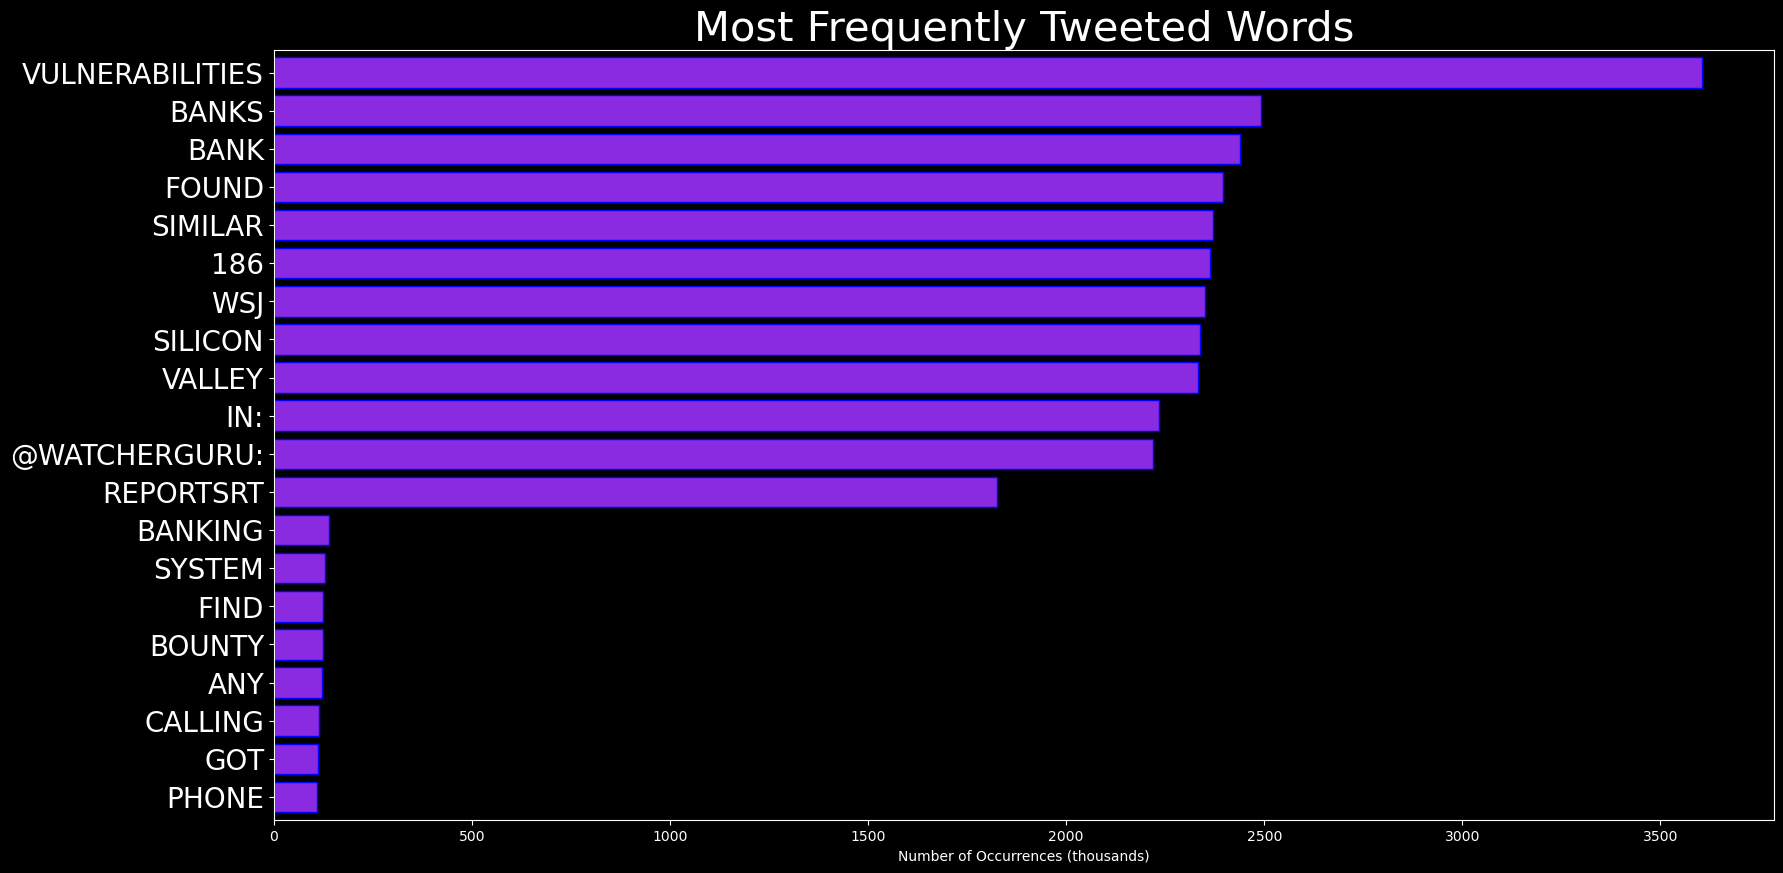 Most Frequently Tweeted Words
VULNERABILITIES
BANKS
BANK
FOUND
SIMILAR
186
WSJ
SILICON
VALLEY
IN:
@WATCHERGURU:
REPORTSRT
BANKING
SYSTEM
FIND
BOUNTY
ANY
CALLING
GOT
PHONE
0 500 1000 1500 2000 2500 3000 3500
Number of Occurrences (thousands)